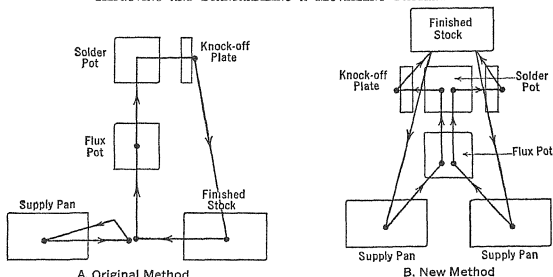 Finished
Stock
Solder
Pot
Knock-off
Plate
Flux
Pot
Supply Pan
Finished
Stock
A. Original Method
Knock-off
Plate
Solder
Pot
Flux Pot
Supply Pan
Supply Pan
B. New Method